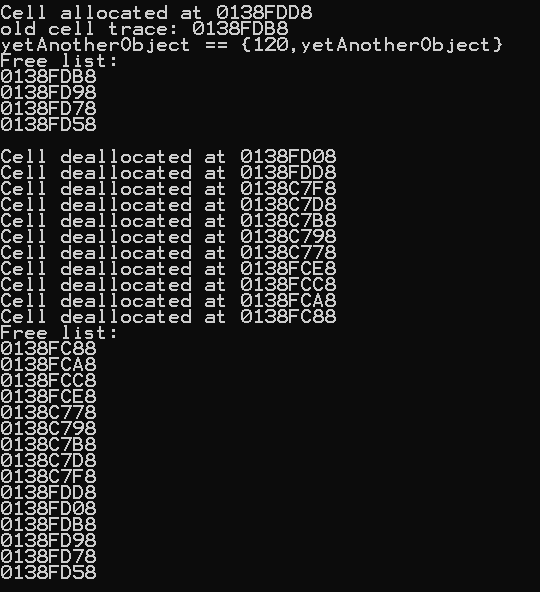 Cell allocated at 0138FDD8
old cell trace: 0138FDB8
yetAnotherObject == {120,yetAnotherObject}
Free list:
0138FDB8
0138FD98
0138FD78
0138FD58
Cell deallocated at 0138FD08
Cell deallocated at 0138FDD8
Cell deallocated at 0138C7F8
Cell deallocated at 0138C7D8
Cell deallocated at 0138C7B8
Cell deallocated at 0138C798
Cell deallocated at 0138C778
Cell deallocated at 0138FCE8
Cell deallocated at 0138FCC8
Cell deallocated at 0138FCA8
Cell deallocated at 0138FC88
Free list:
0138FC88
0138FCA8
0138FCC8
0138FCE8
0138C778
0138C798
0138C7B8
0138C7D8
0138C7F8
0138FDD8
0138FD08
0138FDB8
0138FD98
0138FD78
0138FD58